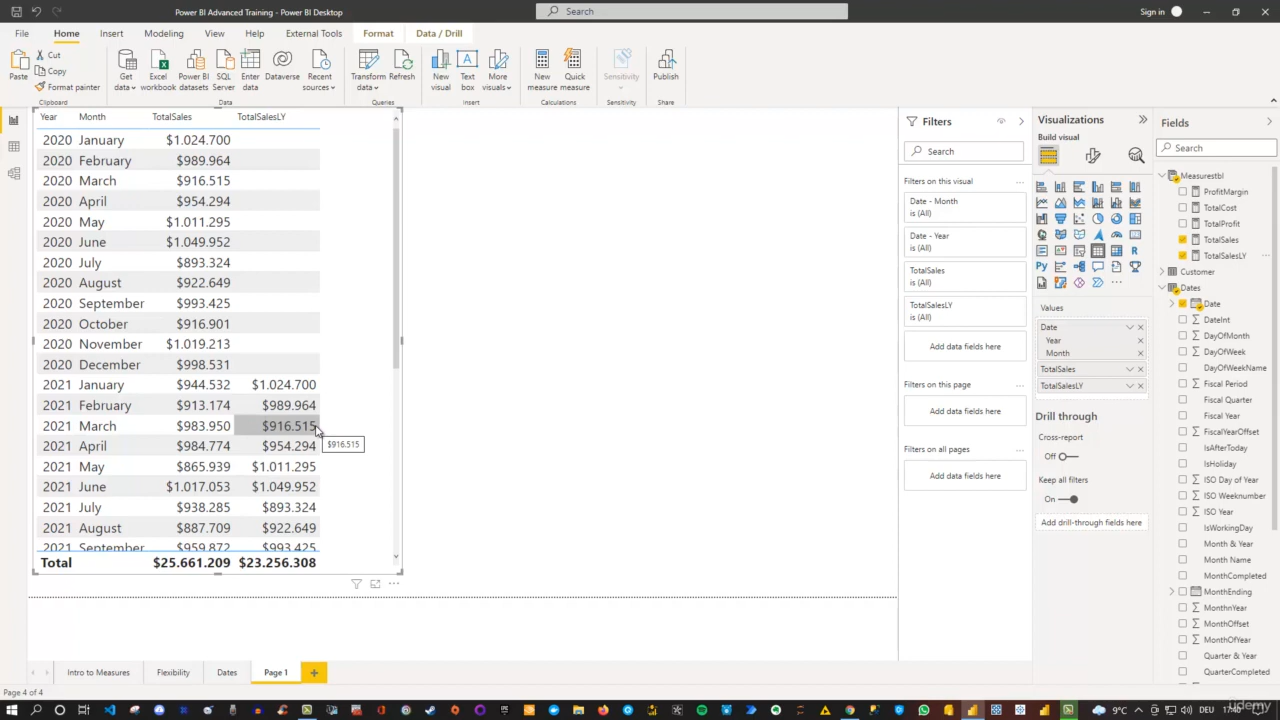 Power BI Advanced Training - Power BI Desktop
Search
Sign in
File Home Insert Modeling View Help External Tools Format Data / Drill
Paste
Cut
Copy
Format painter
Clipboard
Get data
Excel workbook
Power BI datasets
SQL Server
Enter data
Dataverse
Recent sources
Data
Transform data
Refresh
Queries
New visual
Text box
More visuals
Insert
New measure
Quick measure
Calculations
Sensitivity
Sensitivity
Publish
Share
Year Month TotalSales TotalSalesLY
2020 January $1.024.700
2020 February $989.964
2020 March $916.515
2020 April $954.294
2020 May $1.011.295
2020 June $1.049.952
2020 July $893.324
2020 August $922.649
2020 September $993.425
2020 October $916.901
2020 November $1.019.213
2020 December $998.531
2021 January $944.532 $1.024.700
2021 February $913.174 $989.964
2021 March $983.950 $916.515
$916.515
2021 April $984.774 $954.294
2021 May $865.939 $1.011.295
2021 June $1.017.053 $1.049.952
2021 July $938.285 $893.324
2021 August $887.709 $922.649
2021 September $959.872 $993.425
Total $25.661.209 $23.256.308
Filters
Search
Filters on this visual
Date - Month
is (All)
Date - Year
is (All)
TotalSales
is (All)
TotalSalesLY
is (All)
Add data fields here
Filters on this page
Add data fields here
Filters on all pages
Add data fields here
Visualizations
Build visual
Values
Date
Year
Month
TotalSales
TotalSalesLY
Drill through
Cross-report
Off
Keep all filters
On
Add drill-through fields here
Fields
Search
Measurestbl
ProfitMargin
TotalCost
TotalProfit
TotalSales
TotalSalesLY
Customer
Dates
Date
DateInt
DayOfMonth
DayOfWeek
DayOfWeekName
Fiscal Period
Fiscal Quarter
Fiscal Year
FiscalYearOffset
IsAfterToday
IsHoliday
ISO Day of Year
ISO Weeknumber
ISO Year
IsWorkingDay
Month & Year
Month Name
MonthCompleted
MonthEnding
MonthnYear
MonthOffset
MonthOfYear
Quarter & Year
QuarterCompleted
Intro to Measures Flexibility Dates Page 1
Page 4 of 4
9°C
DEU
udemy